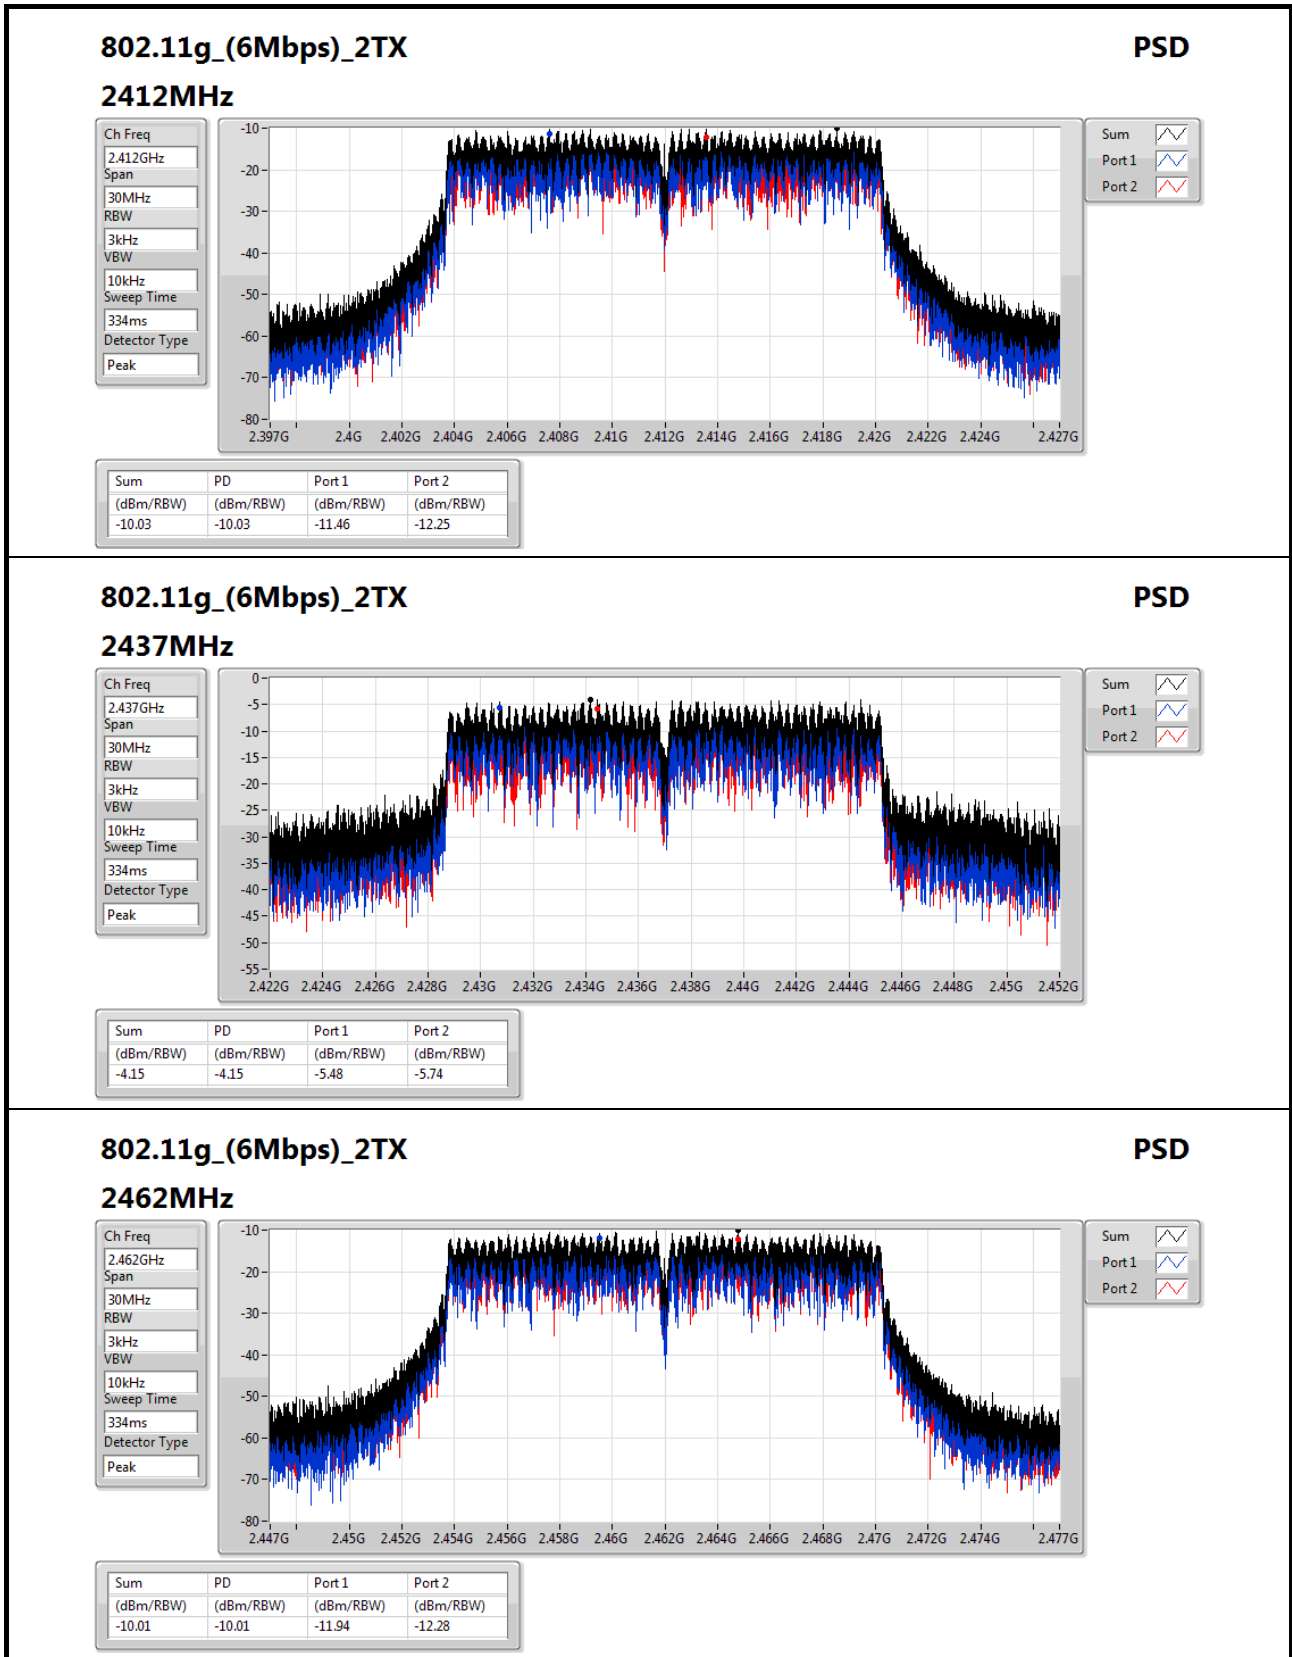 802.11g_(6Mbps)_2TX PSD
2412MHz
Ch Freq
2.412GHz
Span
30MHz
RBW
3kHz
VBW
10kHz
Sweep Time
334ms
Detector Type
Peak
-10
-20
-30
-40
-50
-60
-70
-80
2.397G 2.4G 2.402G 2.404G 2.406G 2.408G 2.41G 2.412G 2.414G 2.416G 2.418G 2.42G 2.422G 2.424G 2.427G
Sum
Port 1
Port 2
Sum PD Port 1 Port 2
(dBm/RBW) (dBm/RBW) (dBm/RBW) (dBm/RBW)
-10.03 -10.03 -11.46 -12.25
802.11g_(6Mbps)_2TX PSD
2437MHz
Ch Freq
2.437GHz
Span
30MHz
RBW
3kHz
VBW
10kHz
Sweep Time
334ms
Detector Type
Peak
0
-5
-10
-15
-20
-25
-30
-35
-40
-45
-50
-55
2.422G 2.424G 2.426G 2.428G 2.43G 2.432G 2.434G 2.436G 2.438G 2.44G 2.442G 2.444G 2.446G 2.448G 2.45G 2.452G
Sum
Port 1
Port 2
Sum PD Port 1 Port 2
(dBm/RBW) (dBm/RBW) (dBm/RBW) (dBm/RBW)
-4.15 -4.15 -5.48 -5.74
802.11g_(6Mbps)_2TX PSD
2462MHz
Ch Freq
2.462GHz
Span
30MHz
RBW
3kHz
VBW
10kHz
Sweep Time
334ms
Detector Type
Peak
-10
-20
-30
-40
-50
-60
-70
-80
2.447G 2.45G 2.452G 2.454G 2.456G 2.458G 2.46G 2.462G 2.464G 2.466G 2.468G 2.47G 2.472G 2.474G 2.477G
Sum
Port 1
Port 2
Sum PD Port 1 Port 2
(dBm/RBW) (dBm/RBW) (dBm/RBW) (dBm/RBW)
-10.01 -10.01 -11.94 -12.28